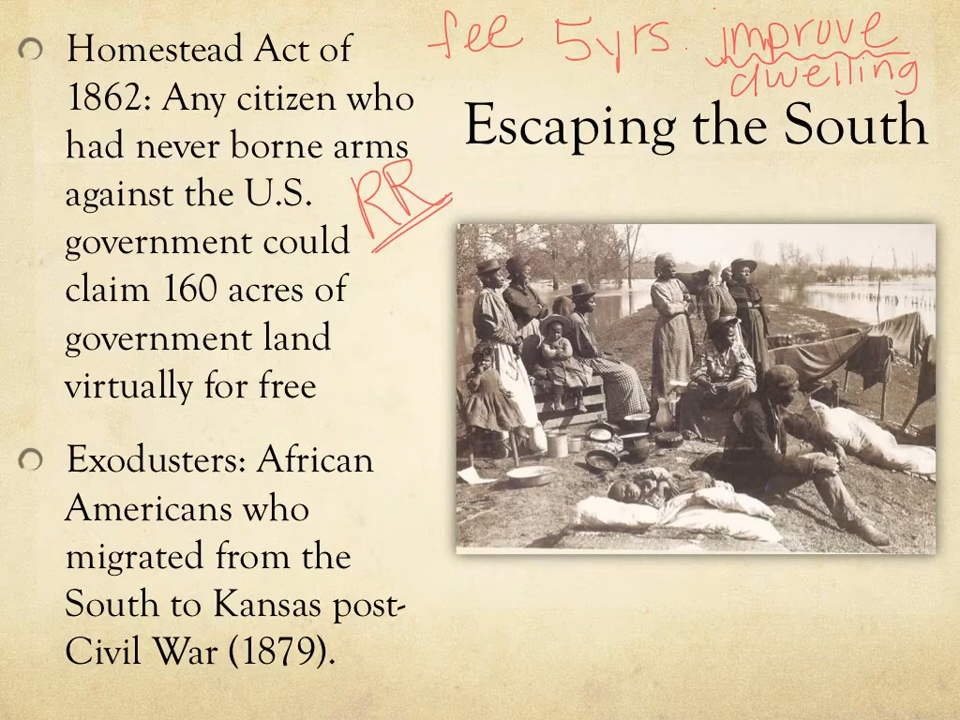 fee 5yrs. improve
dwelling
Escaping the South
Homestead Act of
1862: Any citizen who
had never borne arms
against the U.S.
government could
claim 160 acres of
government land
virtually for free
RR
Exodusters: African
Americans who
migrated from the
South to Kansas post-
Civil War (1879).